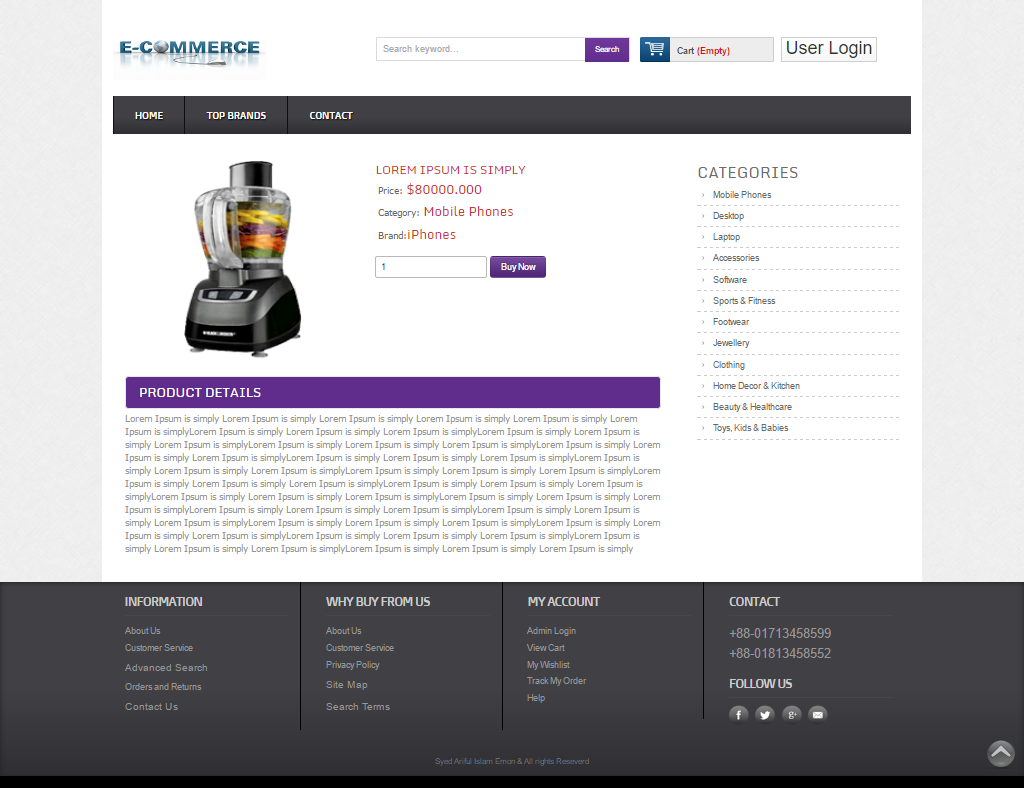 E-COMMERCE
Search keyword...
Search
Cart (Empty)
User Login
HOME
TOP BRANDS
CONTACT
LOREM IPSUM IS SIMPLY
Price: $80000.000
Category: Mobile Phones
Brand:iPhones
1
Buy Now
CATEGORIES
Mobile Phones
Desktop
Laptop
Accessories
Software
Sports & Fitness
Footwear
Jewellery
Clothing
Home Decor & Kitchen
Beauty & Healthcare
Toys, Kids & Babies
PRODUCT DETAILS
Lorem Ipsum is simply Lorem Ipsum is simply Lorem Ipsum is simply Lorem Ipsum is simply Lorem Ipsum is simply Lorem
Ipsum is simplyLorem Ipsum is simply Lorem Ipsum is simply Lorem Ipsum is simplyLorem Ipsum is simply Lorem Ipsum is
simply Lorem Ipsum is simplyLorem Ipsum is simply Lorem Ipsum is simply Lorem Ipsum is simplyLorem Ipsum is simply Lorem
Ipsum is simply Lorem Ipsum is simplyLorem Ipsum is simply Lorem Ipsum is simply Lorem Ipsum is simplyLorem Ipsum is
simply Lorem Ipsum is simply Lorem Ipsum is simplyLorem Ipsum is simply Lorem Ipsum is simply Lorem Ipsum is simplyLorem
Ipsum is simply Lorem Ipsum is simply Lorem Ipsum is simplyLorem Ipsum is simply Lorem Ipsum is simply Lorem Ipsum is
simplyLorem Ipsum is simply Lorem Ipsum is simply Lorem Ipsum is simplyLorem Ipsum is simply Lorem Ipsum is simply Lorem
Ipsum is simplyLorem Ipsum is simply Lorem Ipsum is simply Lorem Ipsum is simplyLorem Ipsum is simply Lorem Ipsum is
simply Lorem Ipsum is simplyLorem Ipsum is simply Lorem Ipsum is simply Lorem Ipsum is simplyLorem Ipsum is simply Lorem
Ipsum is simply Lorem Ipsum is simplyLorem Ipsum is simply Lorem Ipsum is simply Lorem Ipsum is simplyLorem Ipsum is
simply Lorem Ipsum is simply Lorem Ipsum is simplyLorem Ipsum is simply Lorem Ipsum is simply Lorem Ipsum is simply
INFORMATION
About Us
Customer Service
Advanced Search
Orders and Returns
Contact Us
WHY BUY FROM US
About Us
Customer Service
Privacy Policy
Site Map
Search Terms
MY ACCOUNT
Admin Login
View Cart
My Wishlist
Track My Order
Help
CONTACT
+88-01713458599
+88-01813458552
FOLLOW US
Syed Ariful Islam Emon & All rights Reseverd